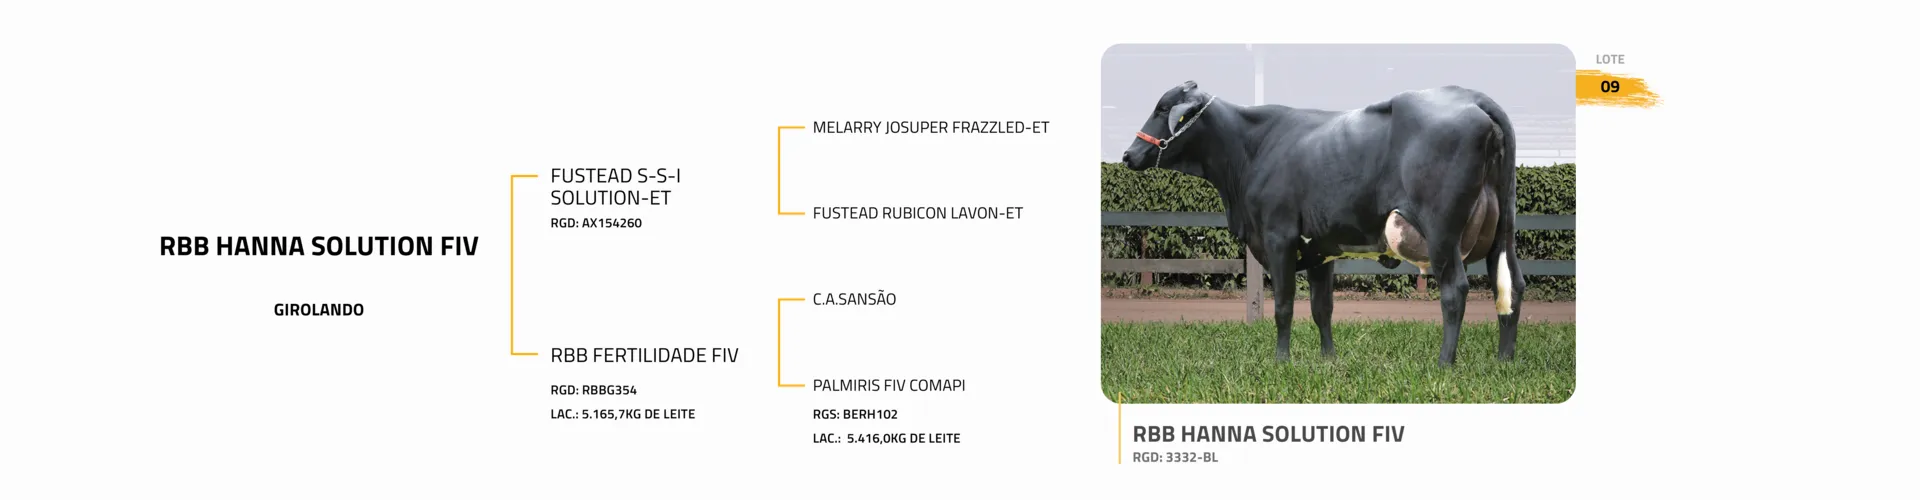 RBB HANNA SOLUTION FIV
GIROLANDO
FUSTEAD S-S-I
SOLUTION-ET
RGD: AX154260
RBB FERTILIDADE FIV
RGD: RBBG354
LAC.: 5.165,7KG DE LEITE
MELARRY JOSUPER FRAZZLED-ET
FUSTEAD RUBICON LAVON-ET
C.A.SANSÃO
PALMIRIS FIV COMAPI
RGS: BERH102
LAC.: 5.416,0KG DE LEITE
LOTE
09
RBB HANNA SOLUTION FIV
RGD: 3332-BL